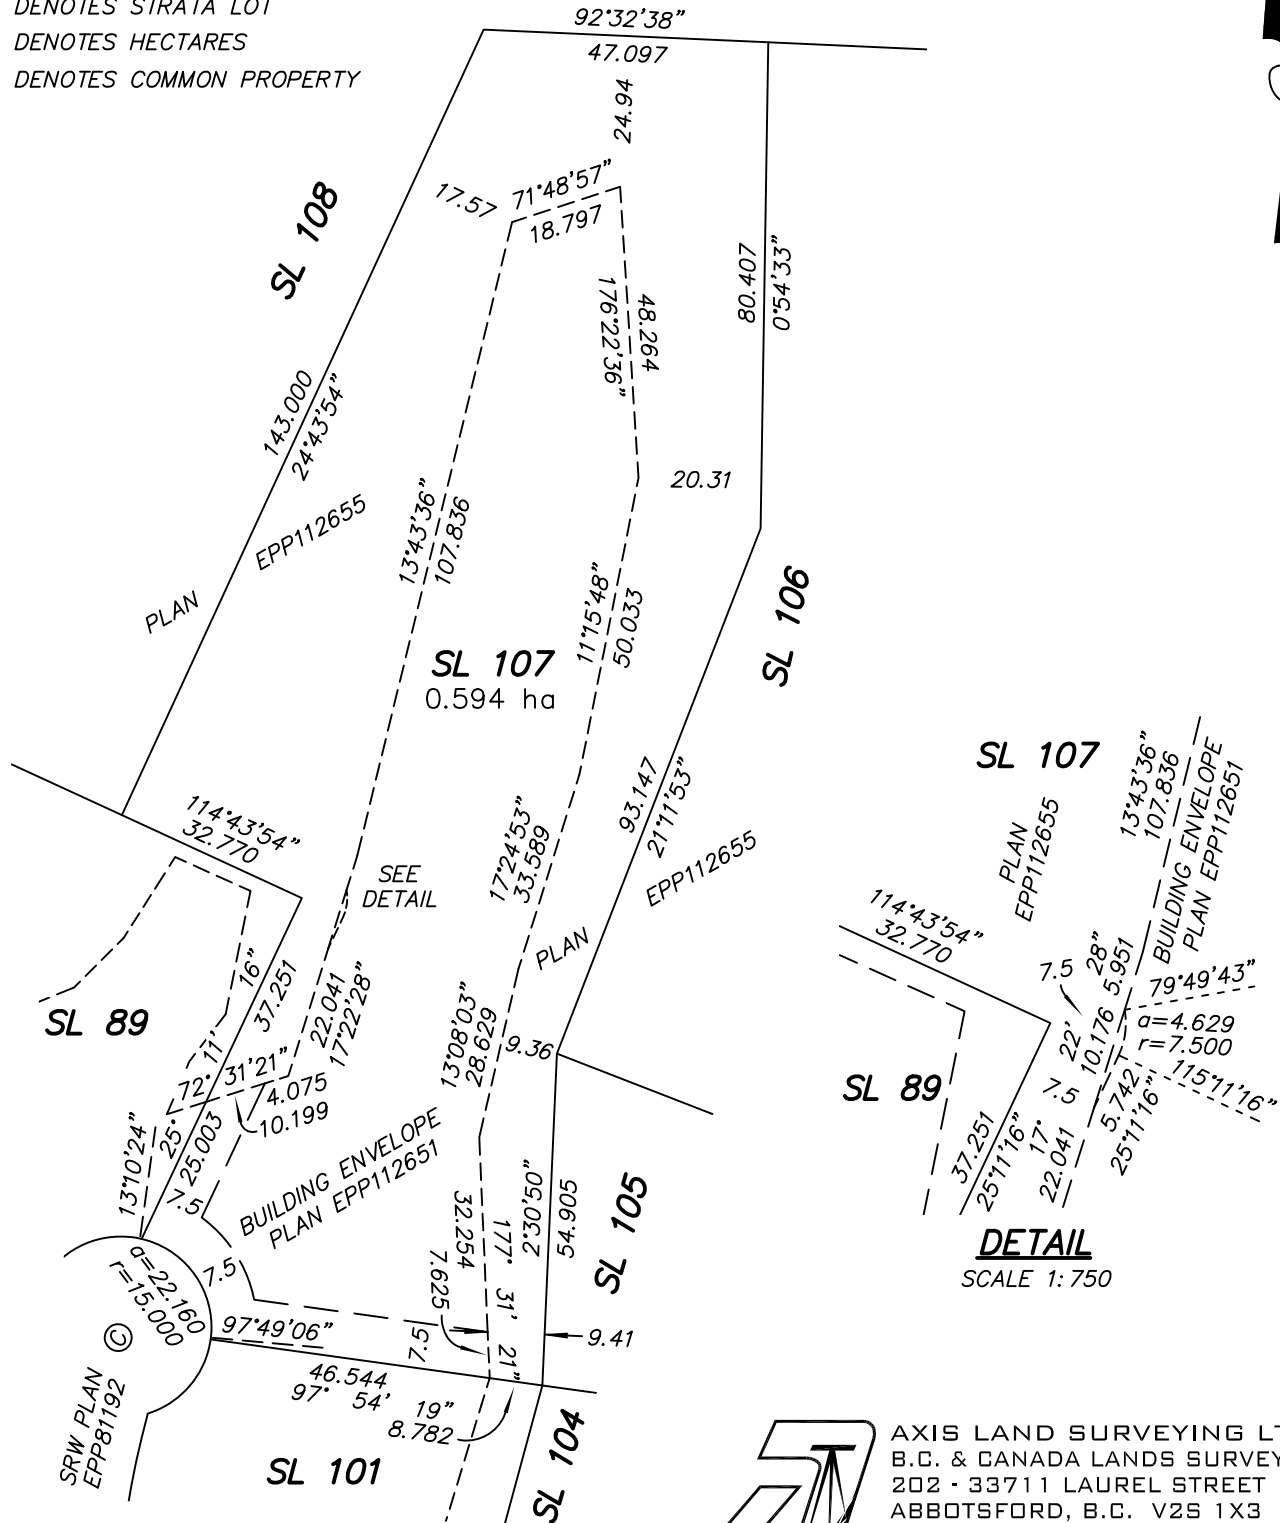 DENOTES STRATA LOT
DENOTES HECTARES
DENOTES COMMON PROPERTY
92°32'38"
47.097
24.94
17.57
71°48'57"
18.797
SL 108
80.407
0°54'33"
48.264
176°22'36"
143.000
24°43'54"
20.31
13°43'36"
107.836
PLAN EPP112655
11°15'48"
50.033
SL 106
SL 107
0.594 ha
93.147
21°11'53"
114°43'54"
32.770
17°24'53"
33.589
SEE
DETAIL
PLAN EPP112655
16"
37.251
22.041
17°22'28"
SL 89
13°08'03"
28.629
9.36
72° 31'21"
11'
4.075
10.199
25°
25.003
13°10'24"
7.5
BUILDING ENVELOPE
PLAN EPP112651
32.254
177° 31' 21"
2°30'50"
54.905
SL 105
7.625
7.5
a=22.160
r=15.000
97°49'06"
7.5
9.41
©
46.544
97° 54' 19"
8.782
SRW PLAN
EPP81192
SL 101
SL 104
SL 107
13°43'36"
107.836
BUILDING ENVELOPE
PLAN EPP112651
PLAN
EPP112655
114°43'54"
32.770
7.5
28"
5.951
79°49'43"
22'
10.176
a=4.629
r=7.500
SL 89
7.5
5.742
25°11'16"
115°11'16"
37.251
25°11'16"
17°
22.041
DETAIL
SCALE 1:750
AXIS LAND SURVEYING
B.C. & CANADA LANDS
202 - 33711 LAUREL STREET
ABBOTSFORD, B.C. V2S 1X3